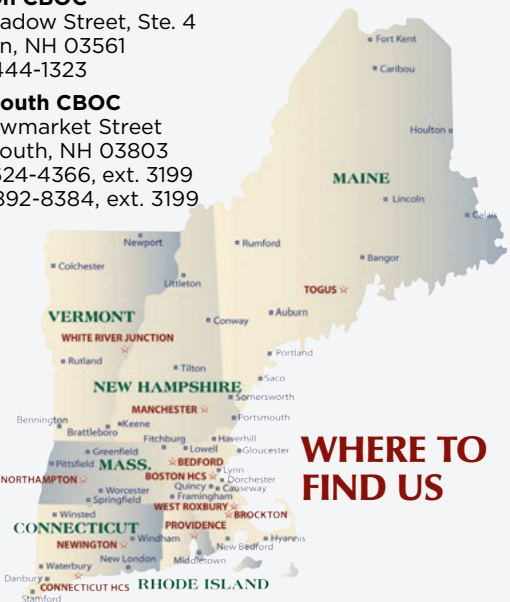 adow Street, Ste. 4
n, NH 03561
444-1323
outh CBOC
wmarket Street
outh, NH 03803
624-4366, ext. 3199
892-8384, ext. 3199
Fort Kent
Caribou
Houlton
MAINE
Lincoln
Calais
Newport
Rumford
Bangor
Colchester
Littleton
TOGUS
VERMONT
Conway
Auburn
WHITE RIVER JUNCTION
Rutland
Portland
Tilton
Saco
NEW HAMPSHIRE
Somersworth
MANCHESTER
Portsmouth
Bennington
Keene
Brattleboro
Fitchburg
Haverhill
Greenfield
Lowell
Gloucester
WHERE TO
FIND US
Pittsfield
MASS.
BEDFORD
Lynn
NORTHAMPTON
BOSTON HCS
Dorchester
Quincy
Causeway
Worcester
Framingham
Springfield
WEST ROXBURY
Winsted
BROCKTON
CONNECTICUT
PROVIDENCE
Windham
Hyannis
NEWINGTON
New Bedford
New London
Middletown
Waterbury
Danbury
CONNECTICUT HCS
RHODE ISLAND
Stamford